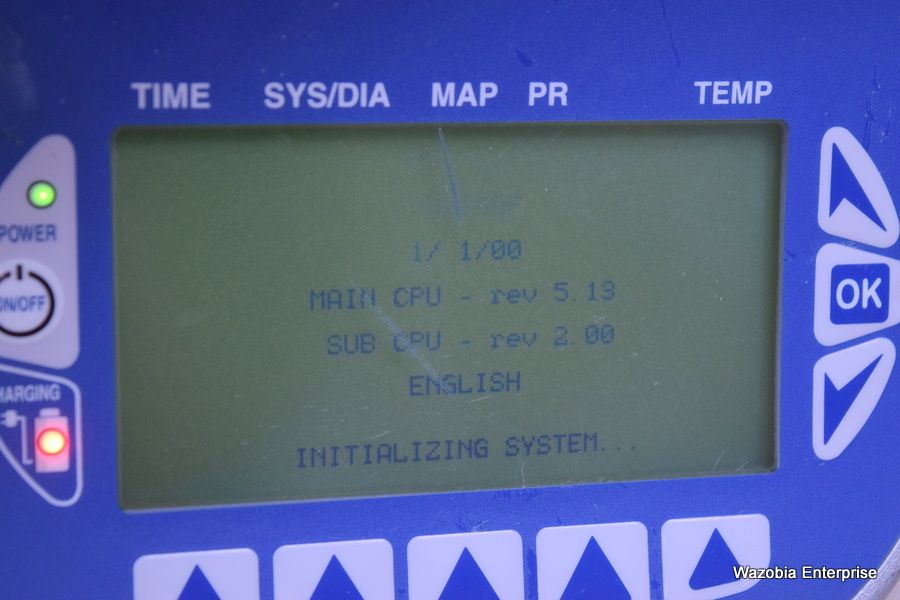 TIME SYS/DIA MAP PR TEMP
POWER
1/ 1/00
MAIN CPU - rev 5.13
ON/OFF
OK
SUB CPU - rev 2.00
ENGLISH
CHARGING
INITIALIZING SYSTEM...
Wazobia Enterprise